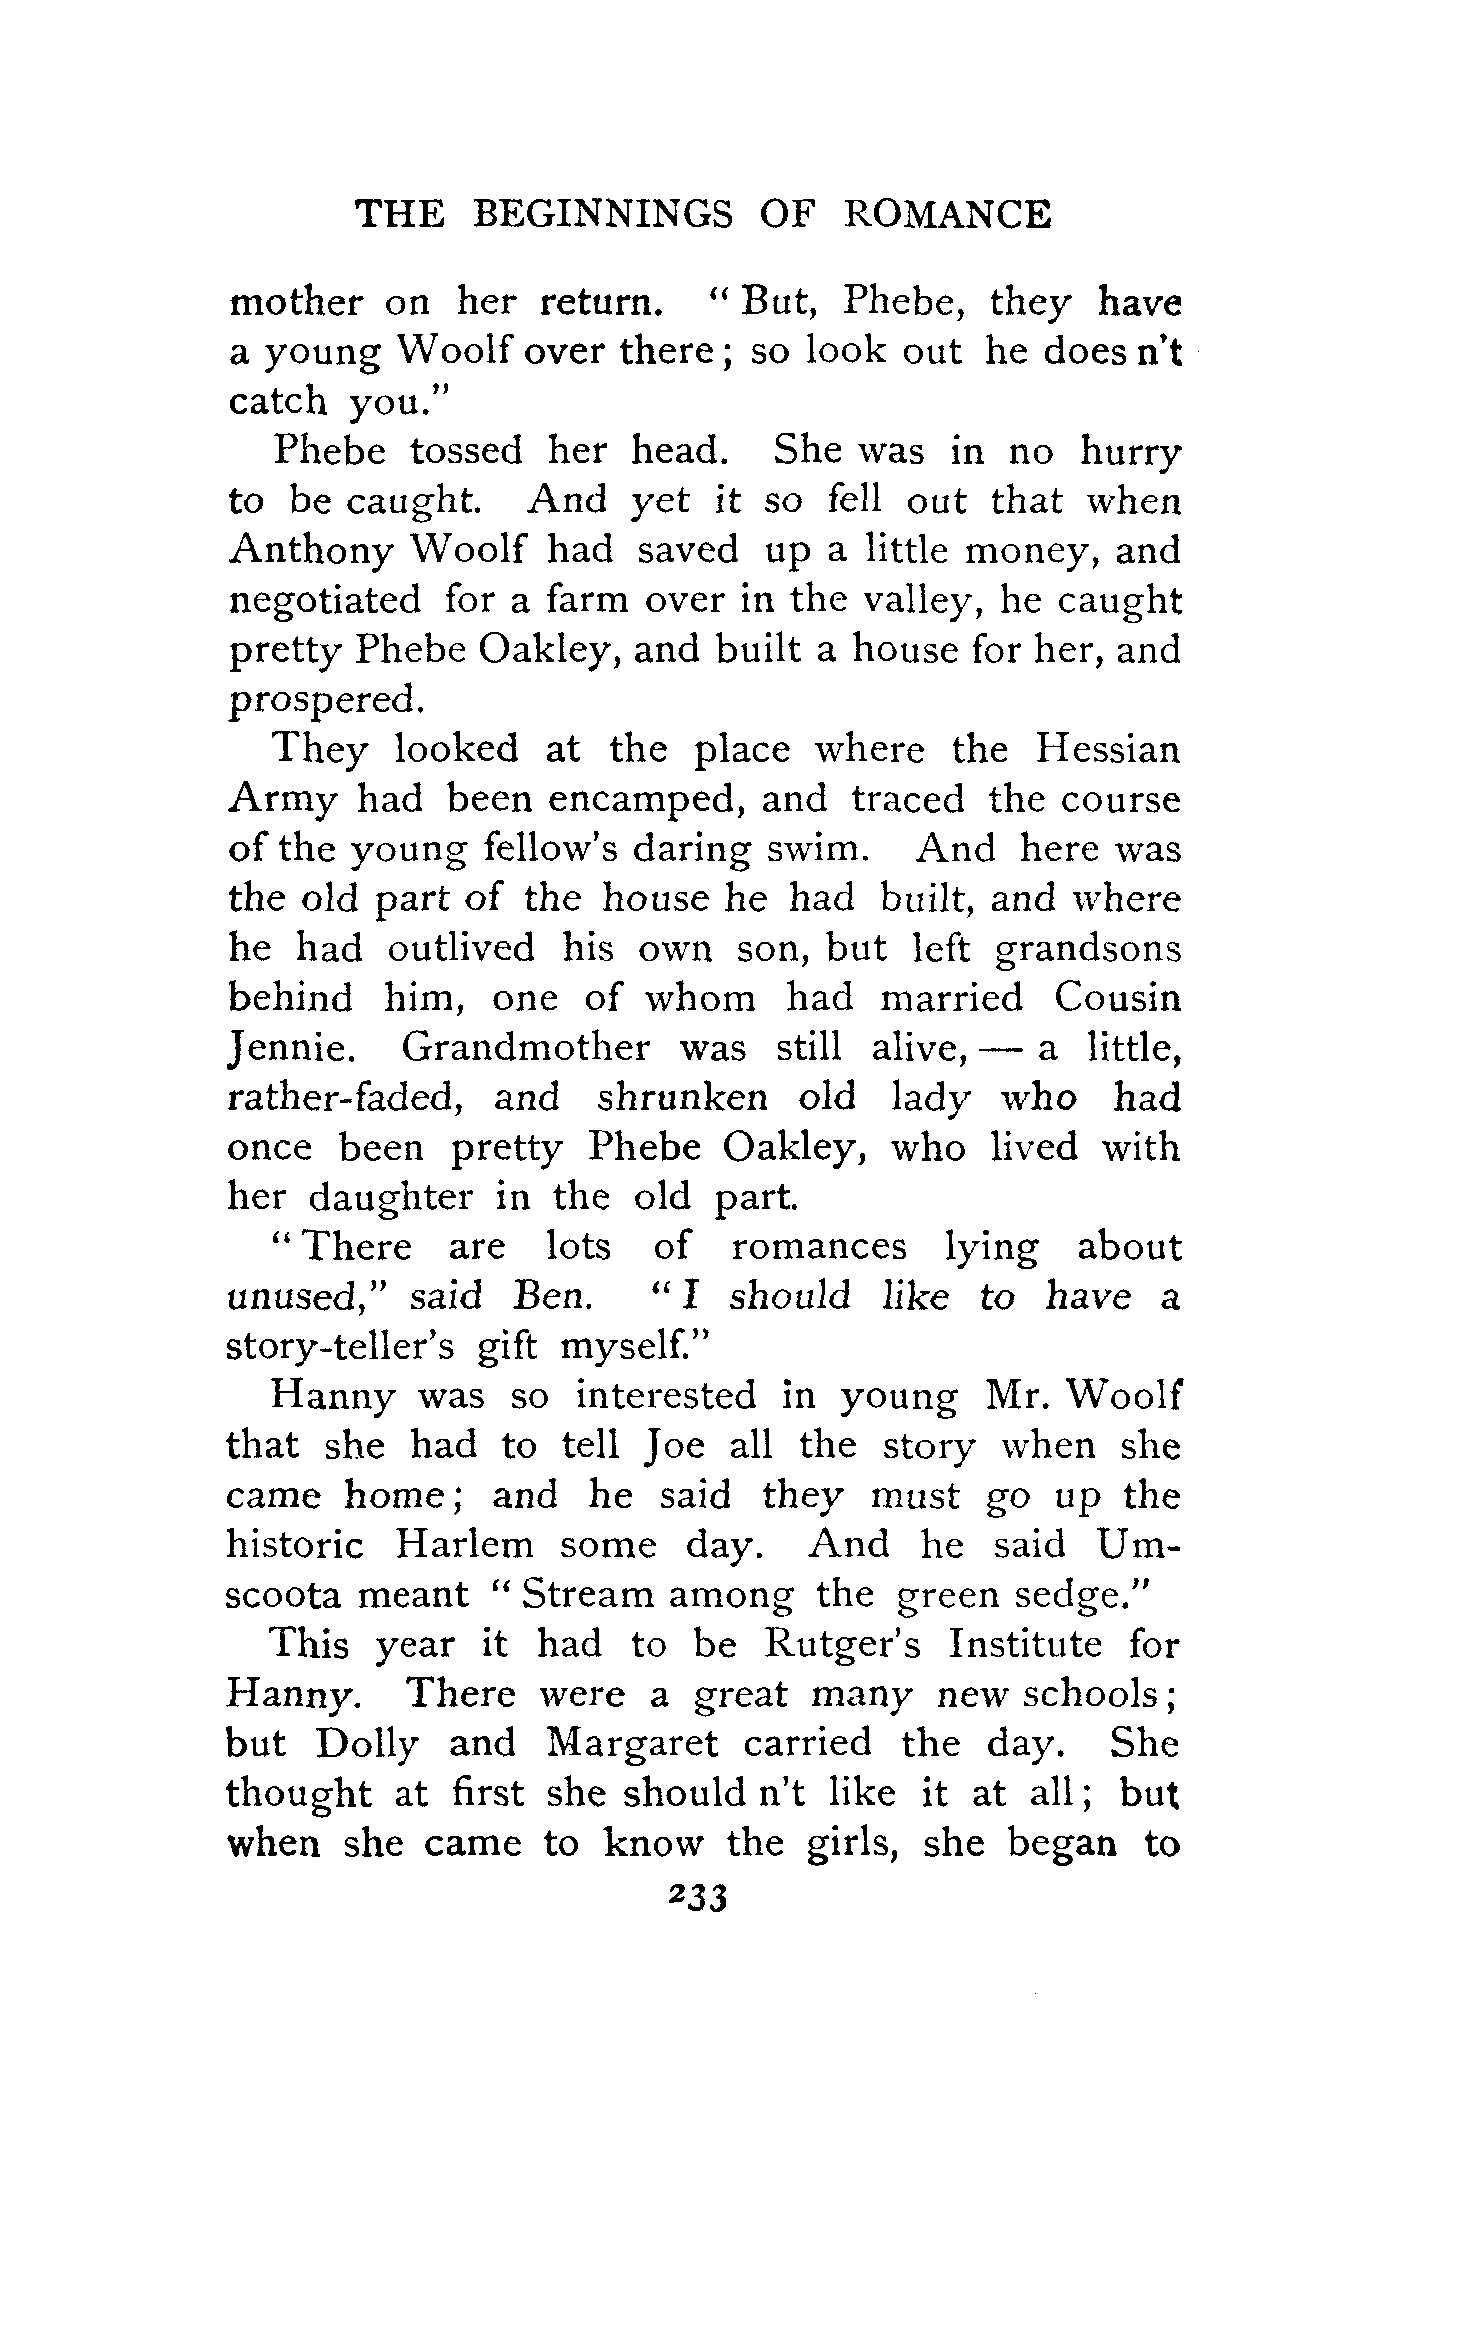 THE BEGINNINGS OF ROMANCE
mother on her return. “ But, Phebe, they have
a young Woolf over there ; so look out he does n't
catch you.”
Phebe tossed her head. She was in no hurry
to be caught. And yet it so fell out that when
Anthony Woolf had saved up a little money, and
negotiated for a farm over in the valley, he caught
pretty Phebe Oakley, and built a house for her, and
prospered.
They looked at the place where the Hessian
Army had been encamped, and traced the course
of the young fellow's daring swim. And here was
the old part of the house he had built, and where
he had outlived his own son, but left grandsons
behind him, one of whom had married Cousin
Jennie. Grandmother was still alive, — a little,
rather-faded, and shrunken old lady who had
once been pretty Phebe Oakley, who lived with
her daughter in the old part.
“ There are lots of romances lying about
unused,” said Ben. “ I should like to have a
story-teller's gift myself.”
Hanny was so interested in young Mr. Woolf
that she had to tell Joe all the story when she
came home ; and he said they must go up the
historic Harlem some day. And he said Um-
scoota meant “ Stream among the green sedge.”
This year it had to be Rutger's Institute for
Hanny. There were a great many new schools ;
but Dolly and Margaret carried the day. She
thought at first she should n't like it at all ; but
when she came to know the girls, she began to
233